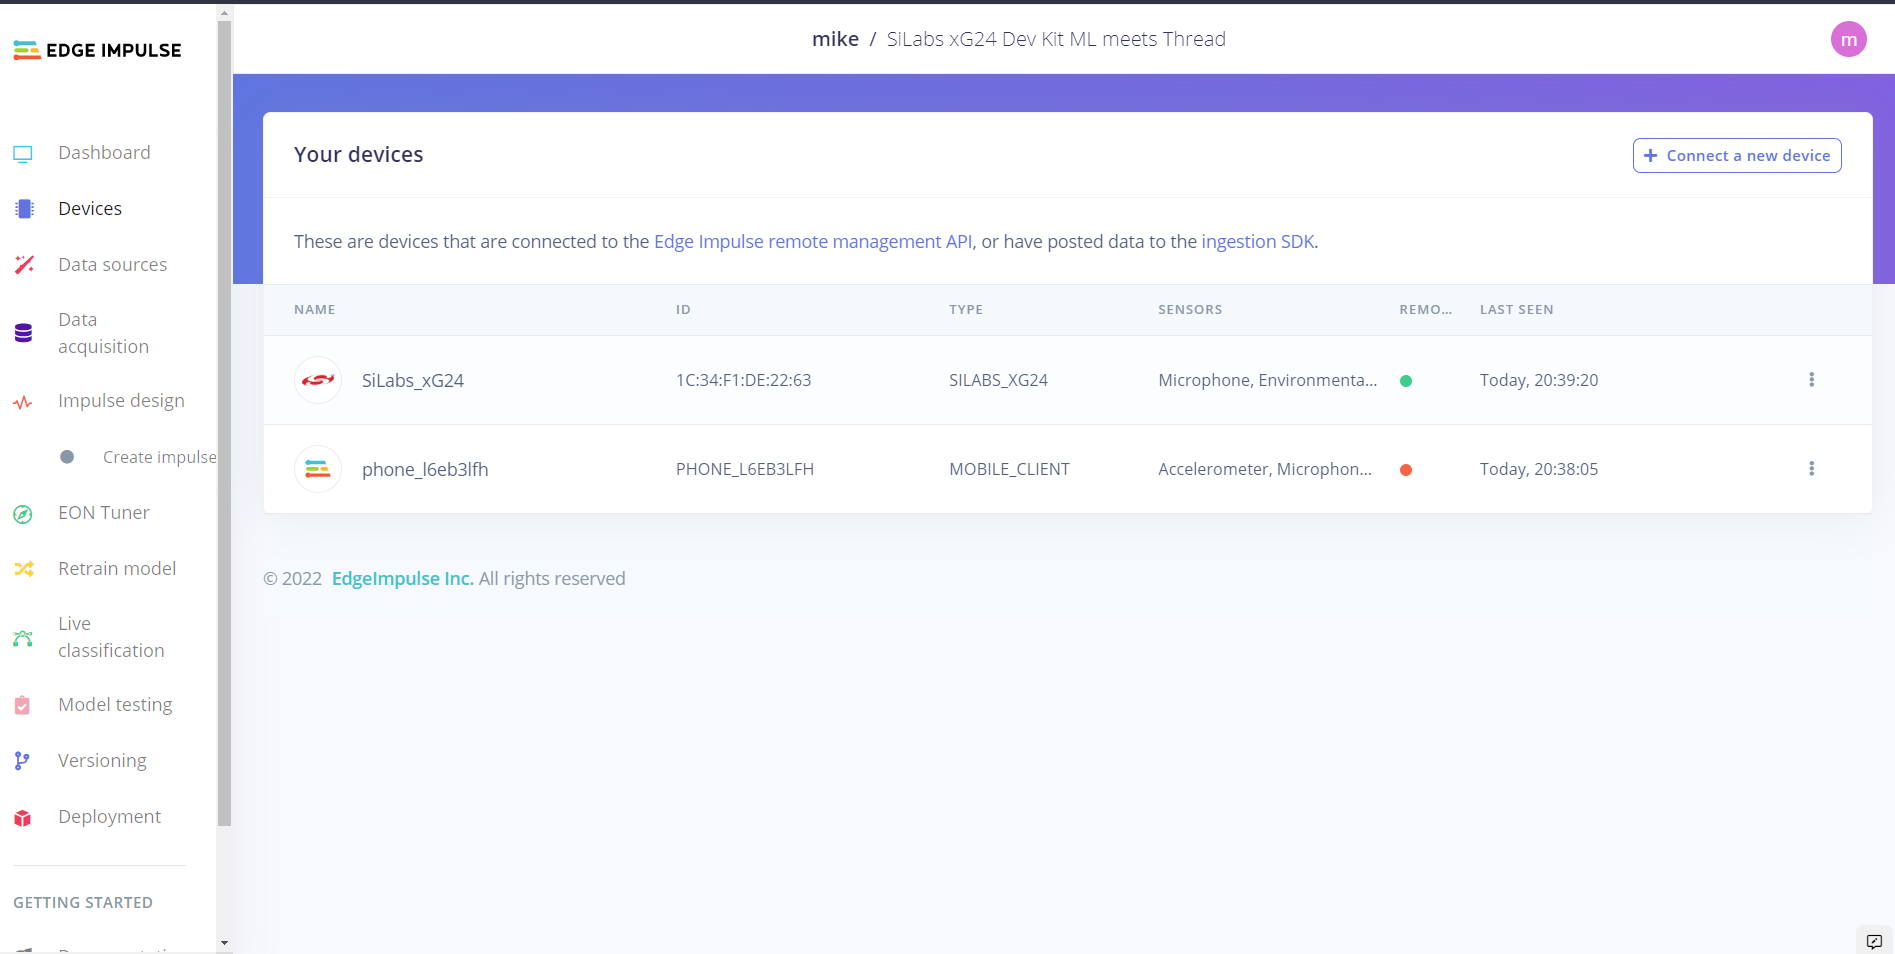 EDGE IMPULSE
mike / SiLabs xG24 Dev Kit ML meets Thread
m
Dashboard
Devices
Data sources
Data
acquisition
Impulse design
Create impulse
EON Tuner
Retrain model
Live
classification
Model testing
Versioning
Deployment
GETTING STARTED
Your devices
+ Connect a new device
These are devices that are connected to the Edge Impulse remote management API, or have posted data to the ingestion SDK.
NAME ID TYPE SENSORS REMO... LAST SEEN
SiLabs_xG24 1C:34:F1:DE:22:63 SILABS_XG24 Microphone, Environmenta... Today, 20:39:20
phone_l6eb3lfh PHONE_L6EB3LFH MOBILE_CLIENT Accelerometer, Microphon... Today, 20:38:05
© 2022 EdgeImpulse Inc. All rights reserved